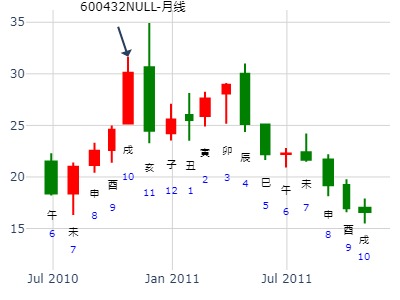 600432NULL-月线
35
30
25
20
15
午
6
未
7
申
8
酉
9
戌
10
亥
11
子
12
丑
1
寅
2
卯
3
辰
4
巳
5
午
6
未
7
申
8
酉
9
戌
10
Jul 2010
Jan 2011
Jul 2011